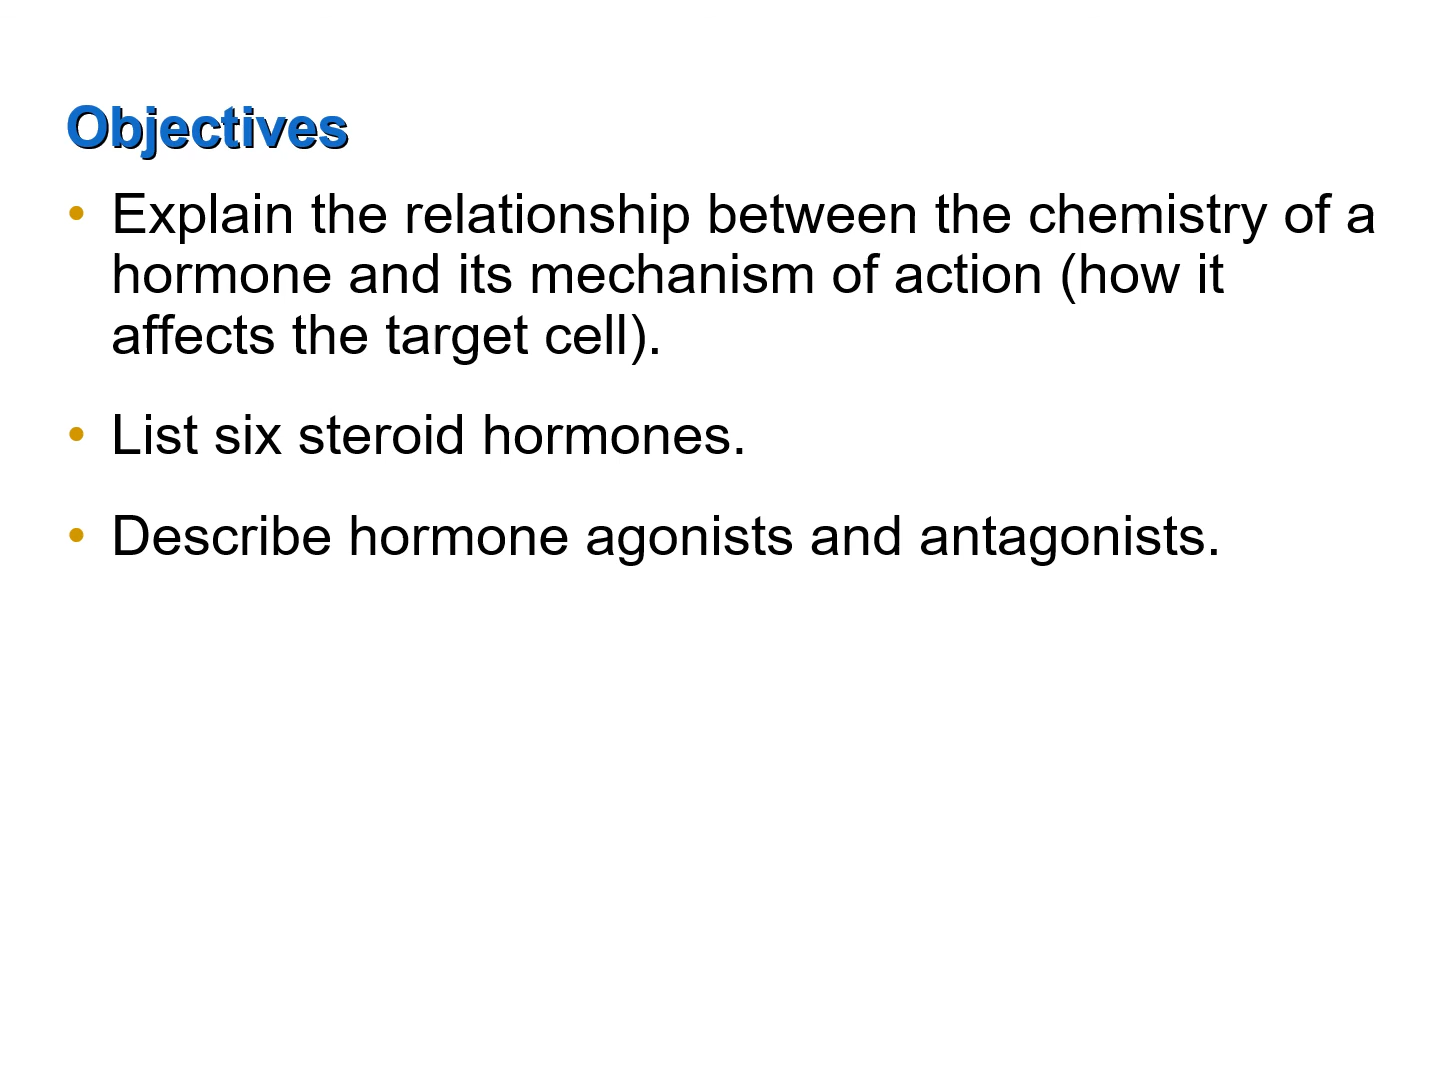 Objectives
• Explain the relationship between the chemistry of a
hormone and its mechanism of action (how it
affects the target cell).
• List six steroid hormones.
• Describe hormone agonists and antagonists.